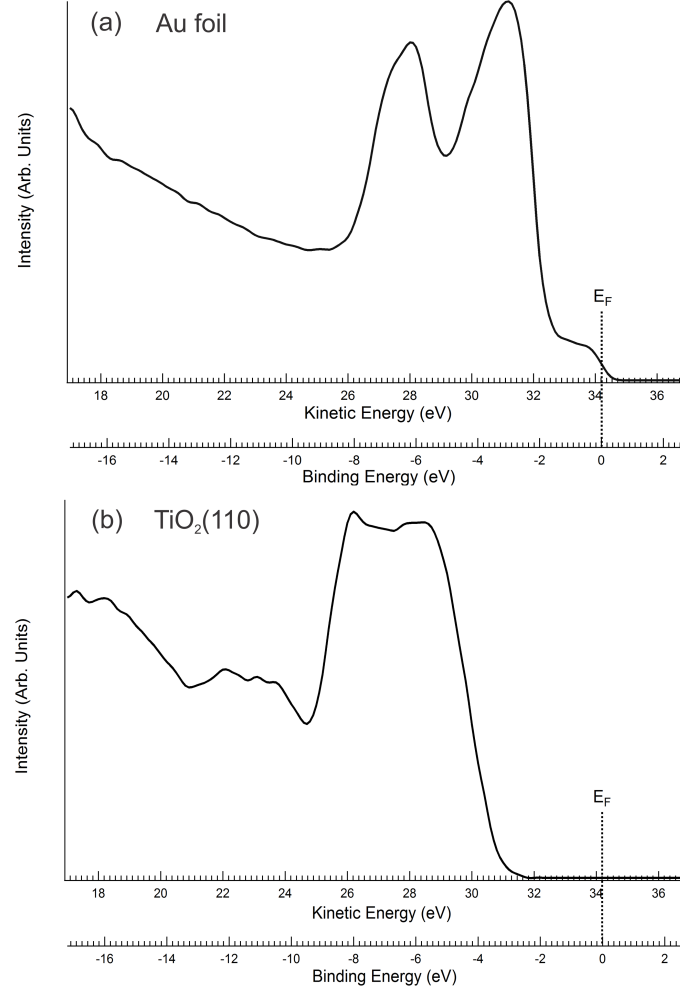 (a) Au foil
Intensity (Arb. Units)
E_F
18 20 22 24 26 28 30 32 34 36
Kinetic Energy (eV)
-16 -14 -12 -10 -8 -6 -4 -2 0 2
Binding Energy (eV)
(b) TiO₂(110)
Intensity (Arb. Units)
E_F
18 20 22 24 26 28 30 32 34 36
Kinetic Energy (eV)
-16 -14 -12 -10 -8 -6 -4 -2 0 2
Binding Energy (eV)